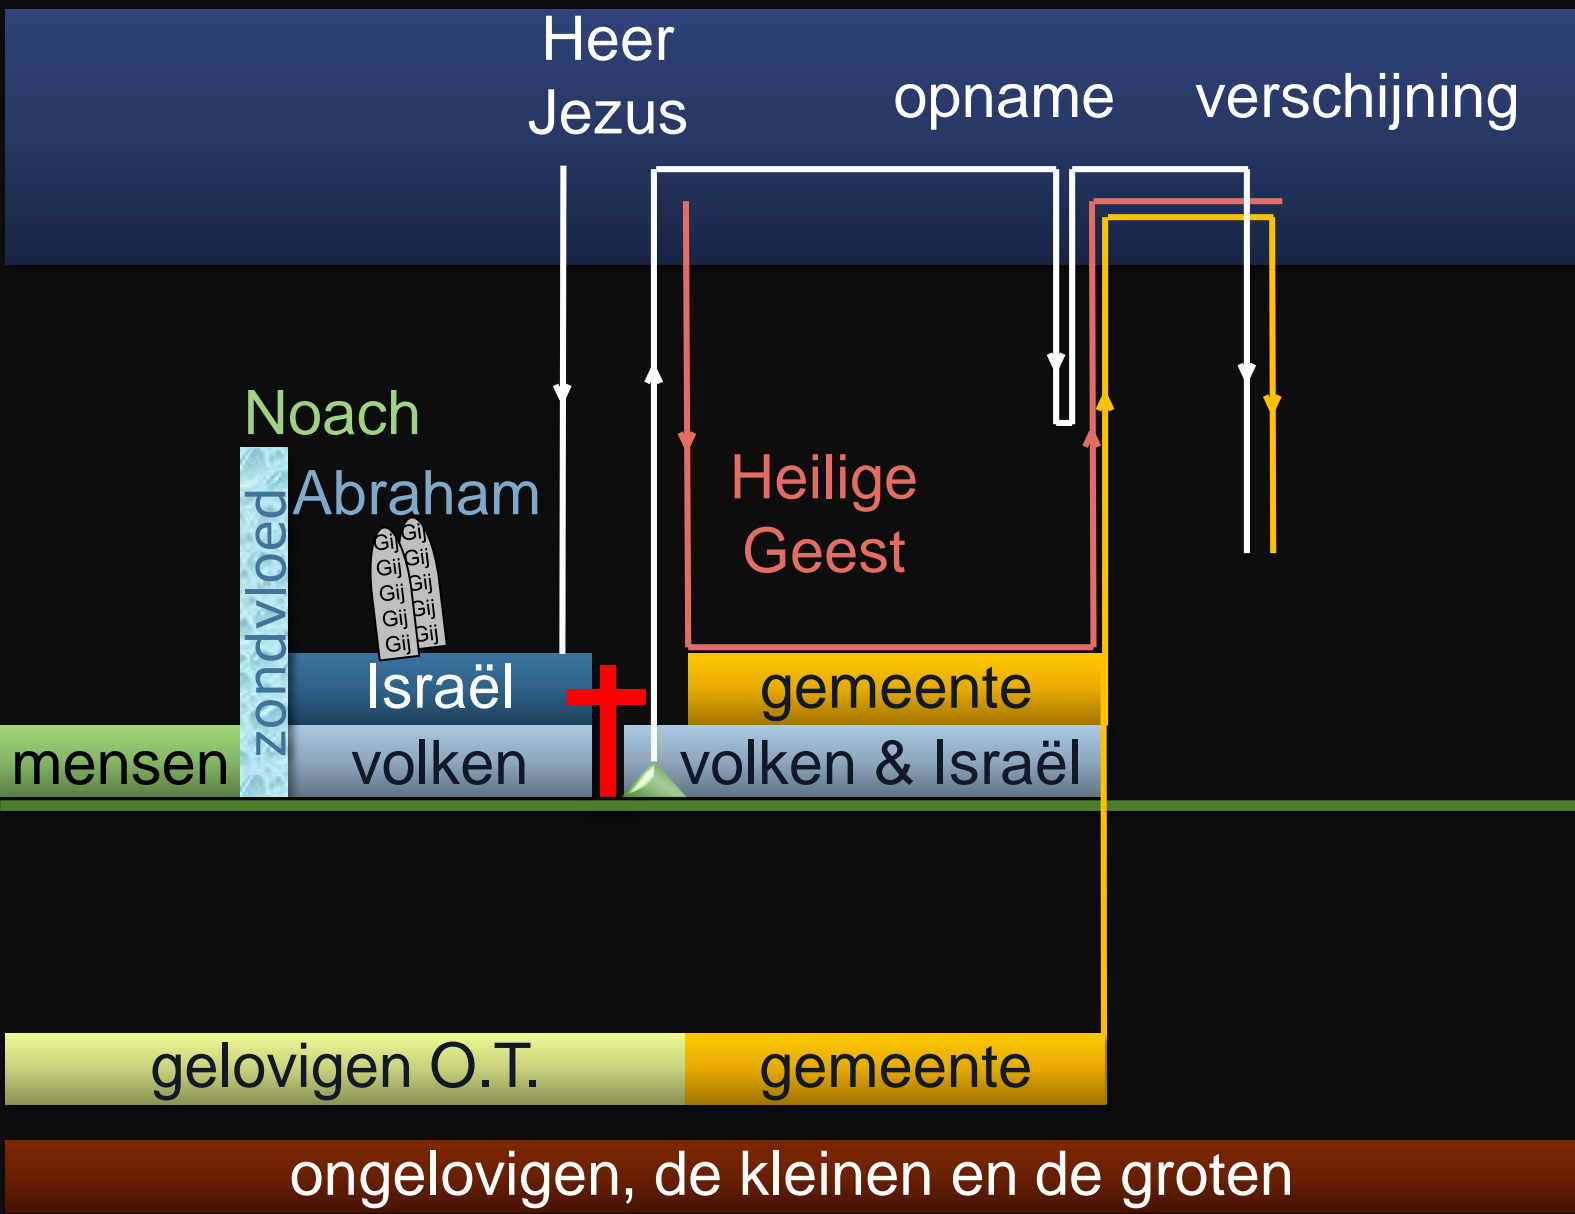 Heer
Jezus
opname
verschijning
Noach
Abraham
zondvloed
Gij
Gij
Gij
Gij
Gij
Gij
Gij
Gij
Gij
Gij
Heilige
Geest
Israël
gemeente
mensen
volken
volken & Israël
gelovigen O.T.
gemeente
ongelovigen, de kleinen en de groten